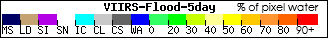 VIIRS-Flood-5day % of pixel water
MS LD SI SN IC CL CS WA 0 20 30 40 50 60 70 80 90+